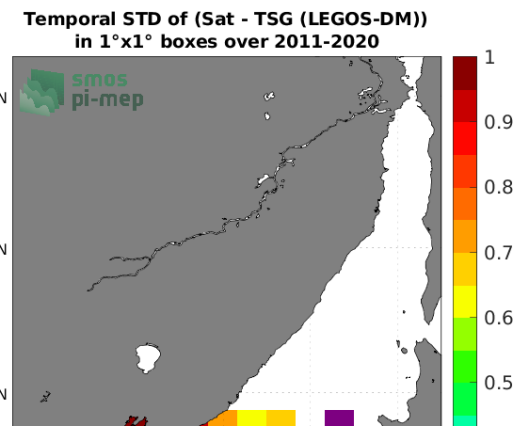 Temporal STD of (Sat - TSG (LEGOS-DM))
in 1°x1° boxes over 2011-2020
smos
pi-mep
N
N
N
1
0.9
0.8
0.7
0.6
0.5